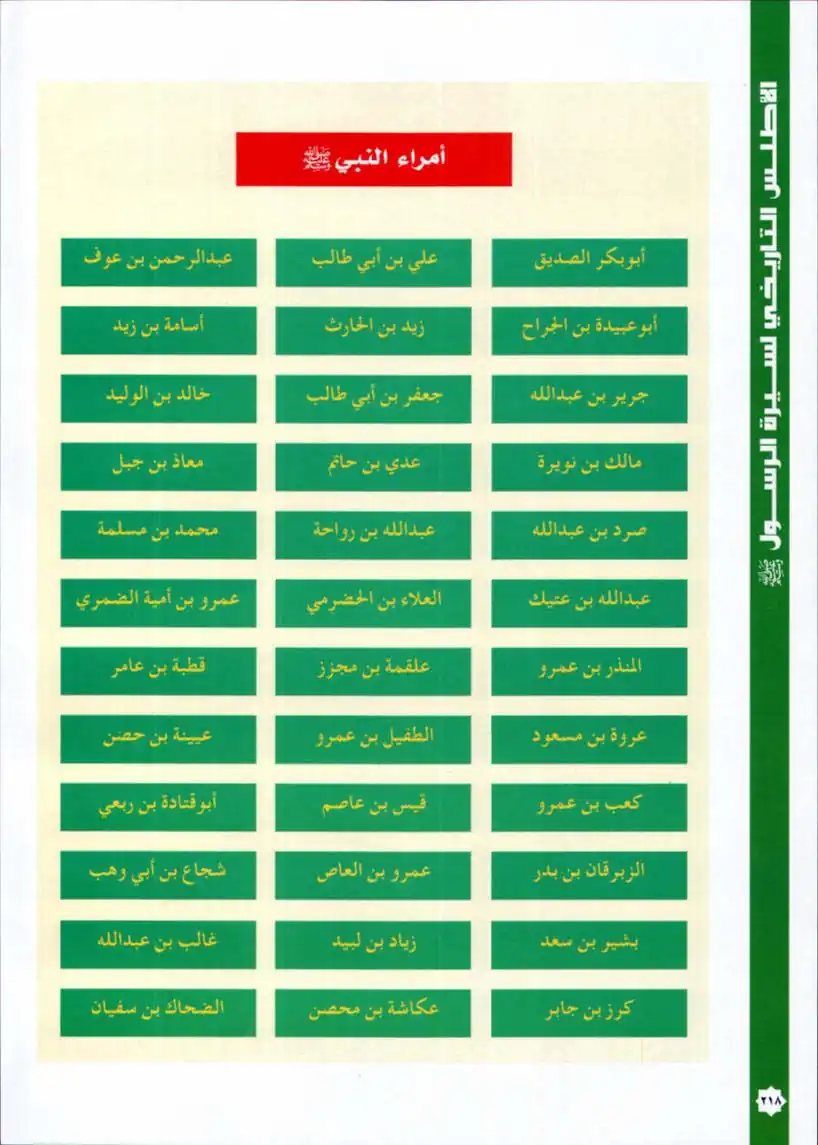 أمراء النبي ﷺ
أبوبكر الصديق
علي بن أبي طالب
عبدالرحمن بن عوف
أبوعبيدة بن الجراح
زيد بن الحارث
أسامة بن زيد
جرير بن عبدالله
جعفر بن أبي طالب
خالد بن الوليد
مالك بن نويرة
عدي بن حاتم
معاذ بن جبل
صرد بن عبدالله
عبدالله بن رواحة
محمد بن مسلمة
عبدالله بن عتيك
العلاء بن الحضرمي
عمرو بن أمية الضمري
المنذر بن عمرو
علقمة بن مجزز
قطبة بن عامر
عروة بن مسعود
الطفيل بن عمرو
عيينة بن حصن
كعب بن عمرو
قيس بن عاصم
أبوقتادة بن ربعي
الزبرقان بن بدر
عمرو بن العاص
شجاع بن أبي وهب
بشير بن سعد
زياد بن لبيد
غالب بن عبدالله
كرز بن جابر
عكاشة بن محصن
الضحاك بن سفيان
الأطلس التاريخي لسيرة الرسول ﷺ
٢١٨